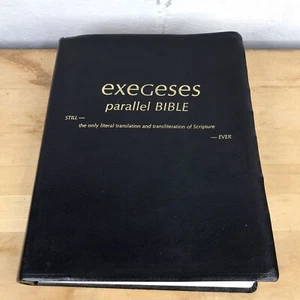 exeGeses
parallel BIBLE
STILL —
the only literal translation and transliteration of Scripture
— EVER